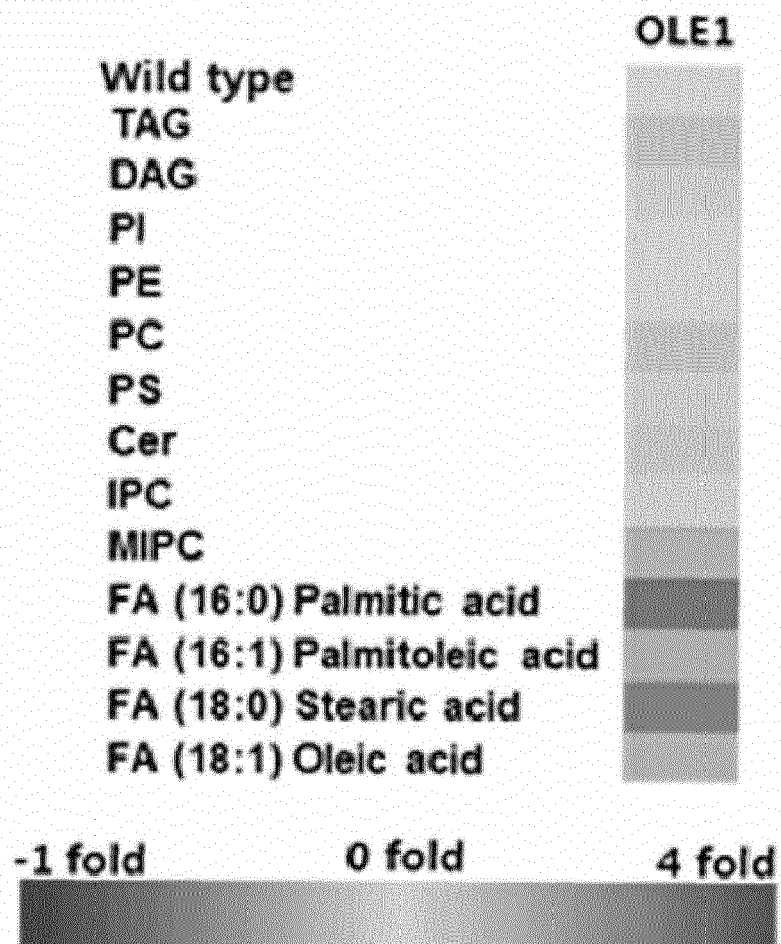 OLE1
Wild type
TAG
DAG
PI
PE
PC
PS
Cer
IPC
MIPC
FA (16:0) Palmitic acid
FA (16:1) Palmitoleic acid
FA (18:0) Stearic acid
FA (18:1) Oleic acid
-1 fold 0 fold 4 fold